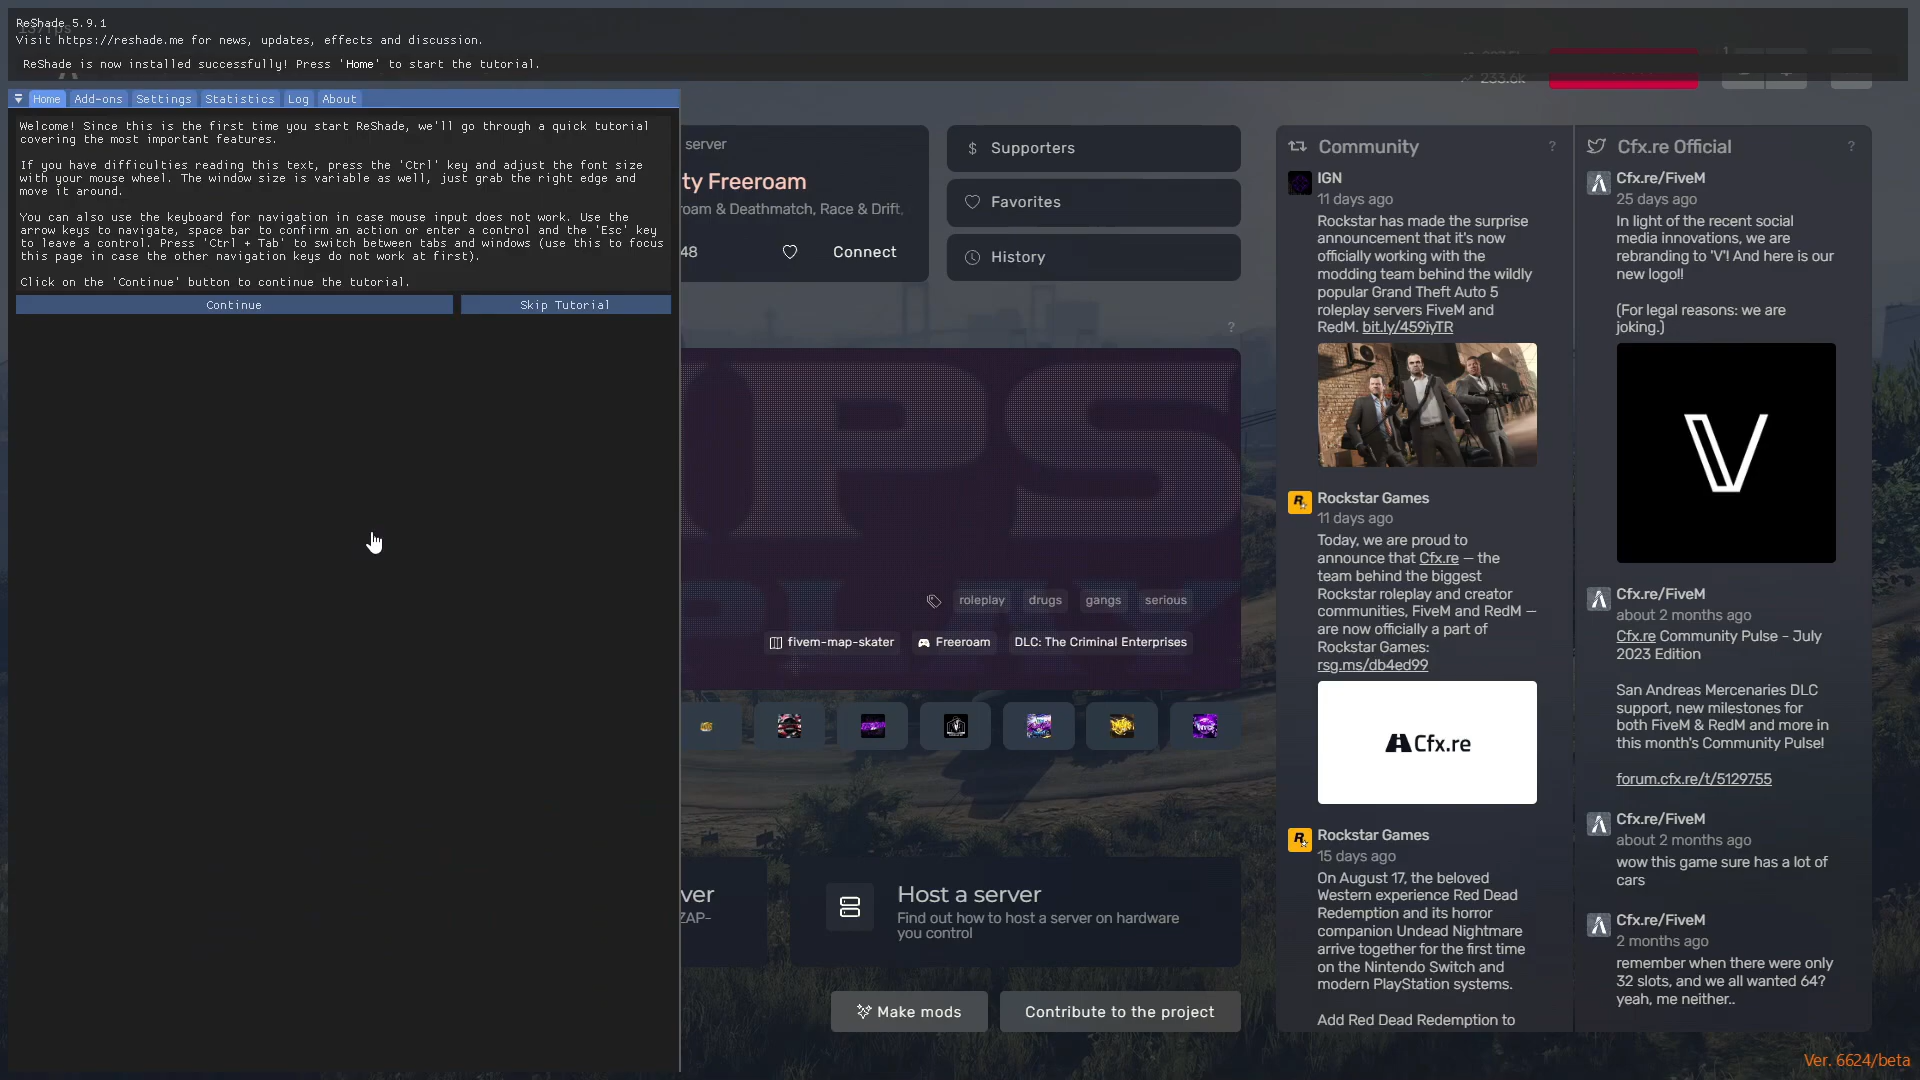 ReShade 5.9.1
Visit https://reshade.me for news, updates, effects and discussion.
ReShade is now installed successfully! Press 'Home' to start the tutorial.
233.6k
1
Home Add-ons Settings Statistics Log About
Welcome! Since this is the first time you start ReShade, we'll go through a quick tutorial
covering the most important features.
If you have difficulties reading this text, press the 'Ctrl' key and adjust the font size
with your mouse wheel. The window size is variable as well, just grab the right edge and
move it around.
You can also use the keyboard for navigation in case mouse input does not work. Use the
arrow keys to navigate, space bar to confirm an action or enter a control and the 'Esc' key
to leave a control. Press 'Ctrl + Tab' to switch between tabs and windows (use this to focus
this page in case the other navigation keys do not work at first).
Click on the 'Continue' button to continue the tutorial.
Continue
Skip Tutorial
server
ty Freeroam
roam & Deathmatch, Race & Drift,
48
Connect
$ Supporters
Favorites
History
?
IPS
roleplay drugs gangs serious
fivem-map-skater
Freeroam
DLC: The Criminal Enterprises
ver
ZAP-
Host a server
Find out how to host a server on hardware
you control
Make mods
Contribute to the project
Community ?
IGN
11 days ago
Rockstar has made the surprise
announcement that it's now
officially working with the
modding team behind the wildly
popular Grand Theft Auto 5
roleplay servers FiveM and
RedM. bit.ly/459iyTR
Rockstar Games
11 days ago
Today, we are proud to
announce that Cfx.re — the
team behind the biggest
Rockstar roleplay and creator
communities, FiveM and RedM —
are now officially a part of
Rockstar Games:
rsg.ms/db4ed99
Cfx.re
Rockstar Games
15 days ago
On August 17, the beloved
Western experience Red Dead
Redemption and its horror
companion Undead Nightmare
arrive together for the first time
on the Nintendo Switch and
modern PlayStation systems.
Add Red Dead Redemption to
Cfx.re Official ?
Cfx.re/FiveM
25 days ago
In light of the recent social
media innovations, we are
rebranding to 'V'! And here is our
new logo!!
(For legal reasons: we are
joking.)
V
Cfx.re/FiveM
about 2 months ago
Cfx.re Community Pulse - July
2023 Edition
San Andreas Mercenaries DLC
support, new milestones for
both FiveM & RedM and more in
this month's Community Pulse!
forum.cfx.re/t/5129755
Cfx.re/FiveM
about 2 months ago
wow this game sure has a lot of
cars
Cfx.re/FiveM
2 months ago
remember when there were only
32 slots, and we all wanted 64?
yeah, me neither..
Ver. 6624/beta